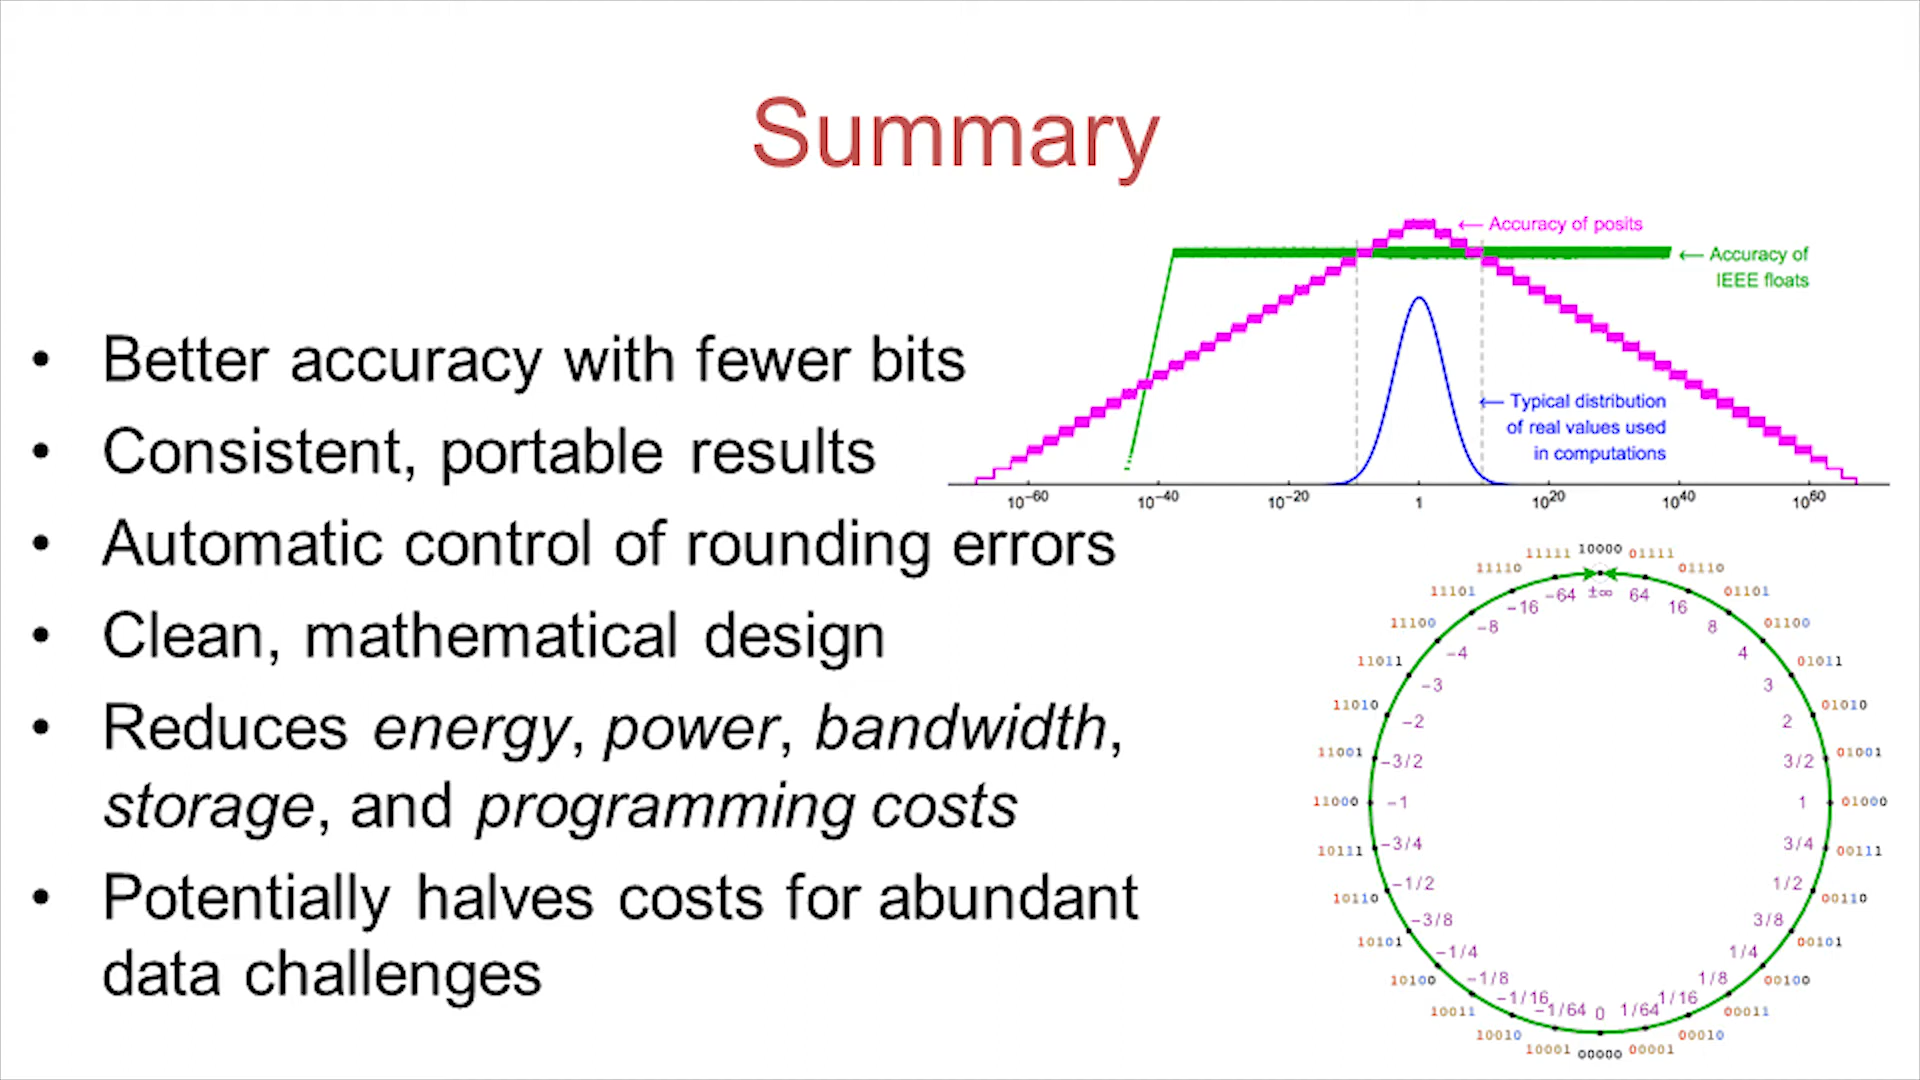 Summary
• Better accuracy with fewer bits
• Consistent, portable results
• Automatic control of rounding errors
• Clean, mathematical design
• Reduces energy, power, bandwidth,
storage, and programming costs
• Potentially halves costs for abundant
data challenges
← Accuracy of posits
← Accuracy of
IEEE floats
← Typical distribution
of real values used
in computations
10⁻⁶⁰ 10⁻⁴⁰ 10⁻²⁰ 1 10²⁰ 10⁴⁰ 10⁶⁰
11111 10000 01111
11110 01110
−64 ±∞ 64
11101 −16 16 01101
11100 −8 8 01100
11011 −4 4 01011
11010 −3 3 01010
11001 −2 2 01001
−3/2 3/2
11000 −1 1 01000
10111 −3/4 3/4 00111
10110 −1/2 1/2 00110
10101 −3/8 3/8 00101
10100 −1/4 1/4 00100
−1/8 1/8
10011 −1/16 1/16 00011
−1/64 0 1/64
10010 00010
10001 00000 00001